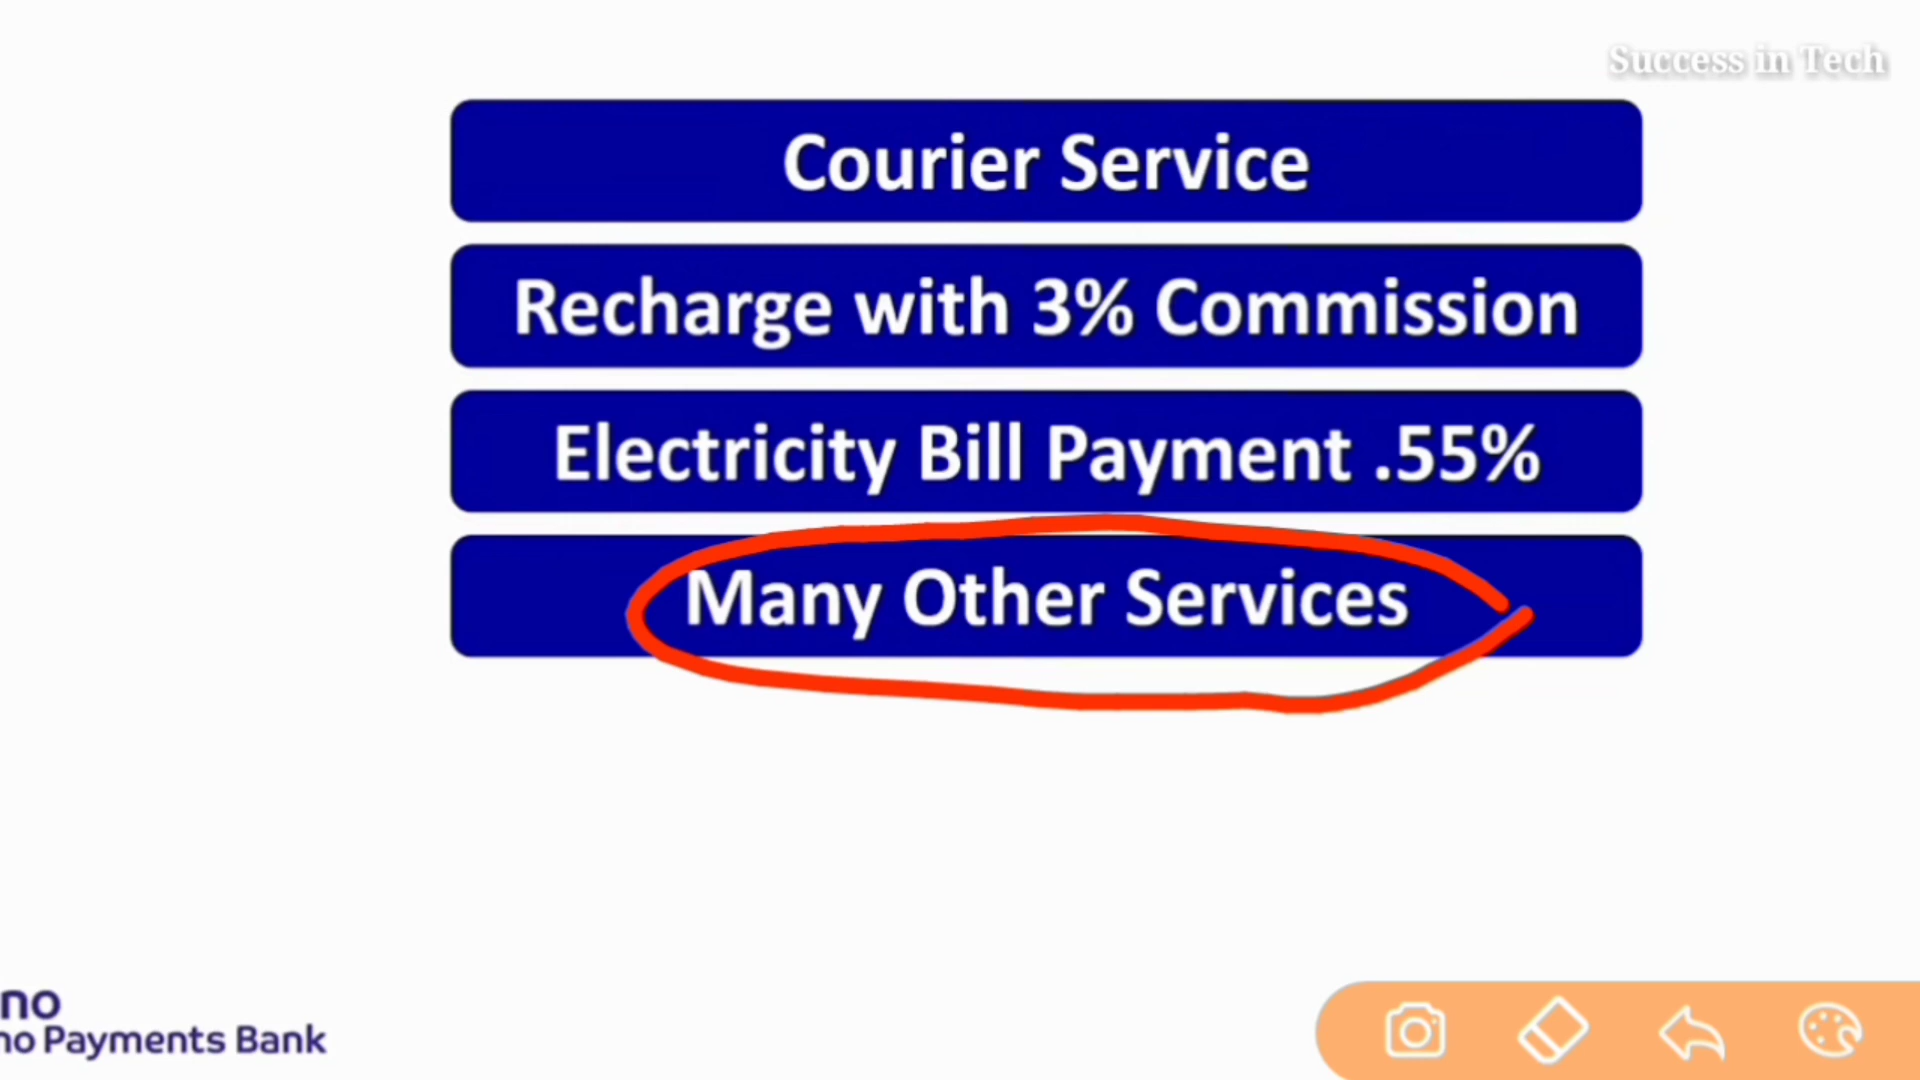 Success in Tech
Courier Service
Recharge with 3% Commission
Electricity Bill Payment .55%
Many Other Services
no
no Payments Bank